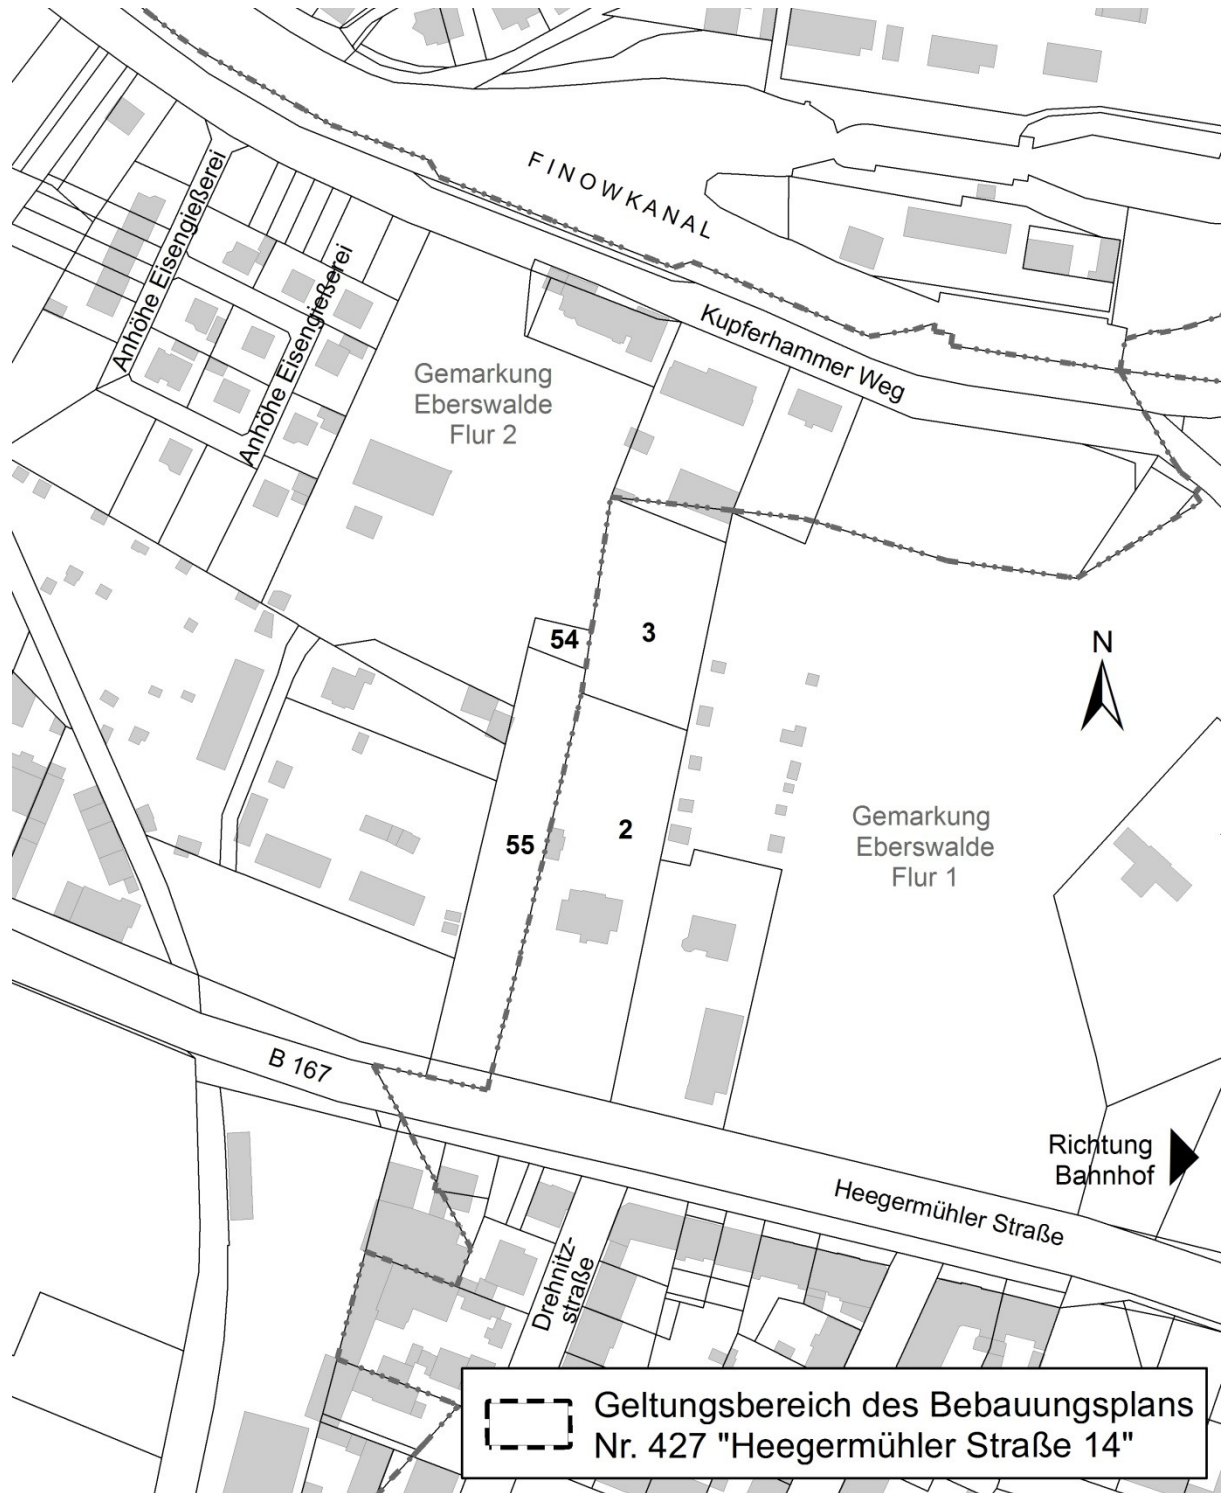 FINOWKANAL
Anhöhe Eisengießerei
Anhöhe Eisengießerei
Kupferhammer Weg
Gemarkung
Eberswalde
Flur 2
54
3
N
55
2
Gemarkung
Eberswalde
Flur 1
B 167
Richtung
Bahnhof
Heegermühler Straße
Drehnitz-
straße
Geltungsbereich des Bebauungsplans
Nr. 427 "Heegermühler Straße 14"